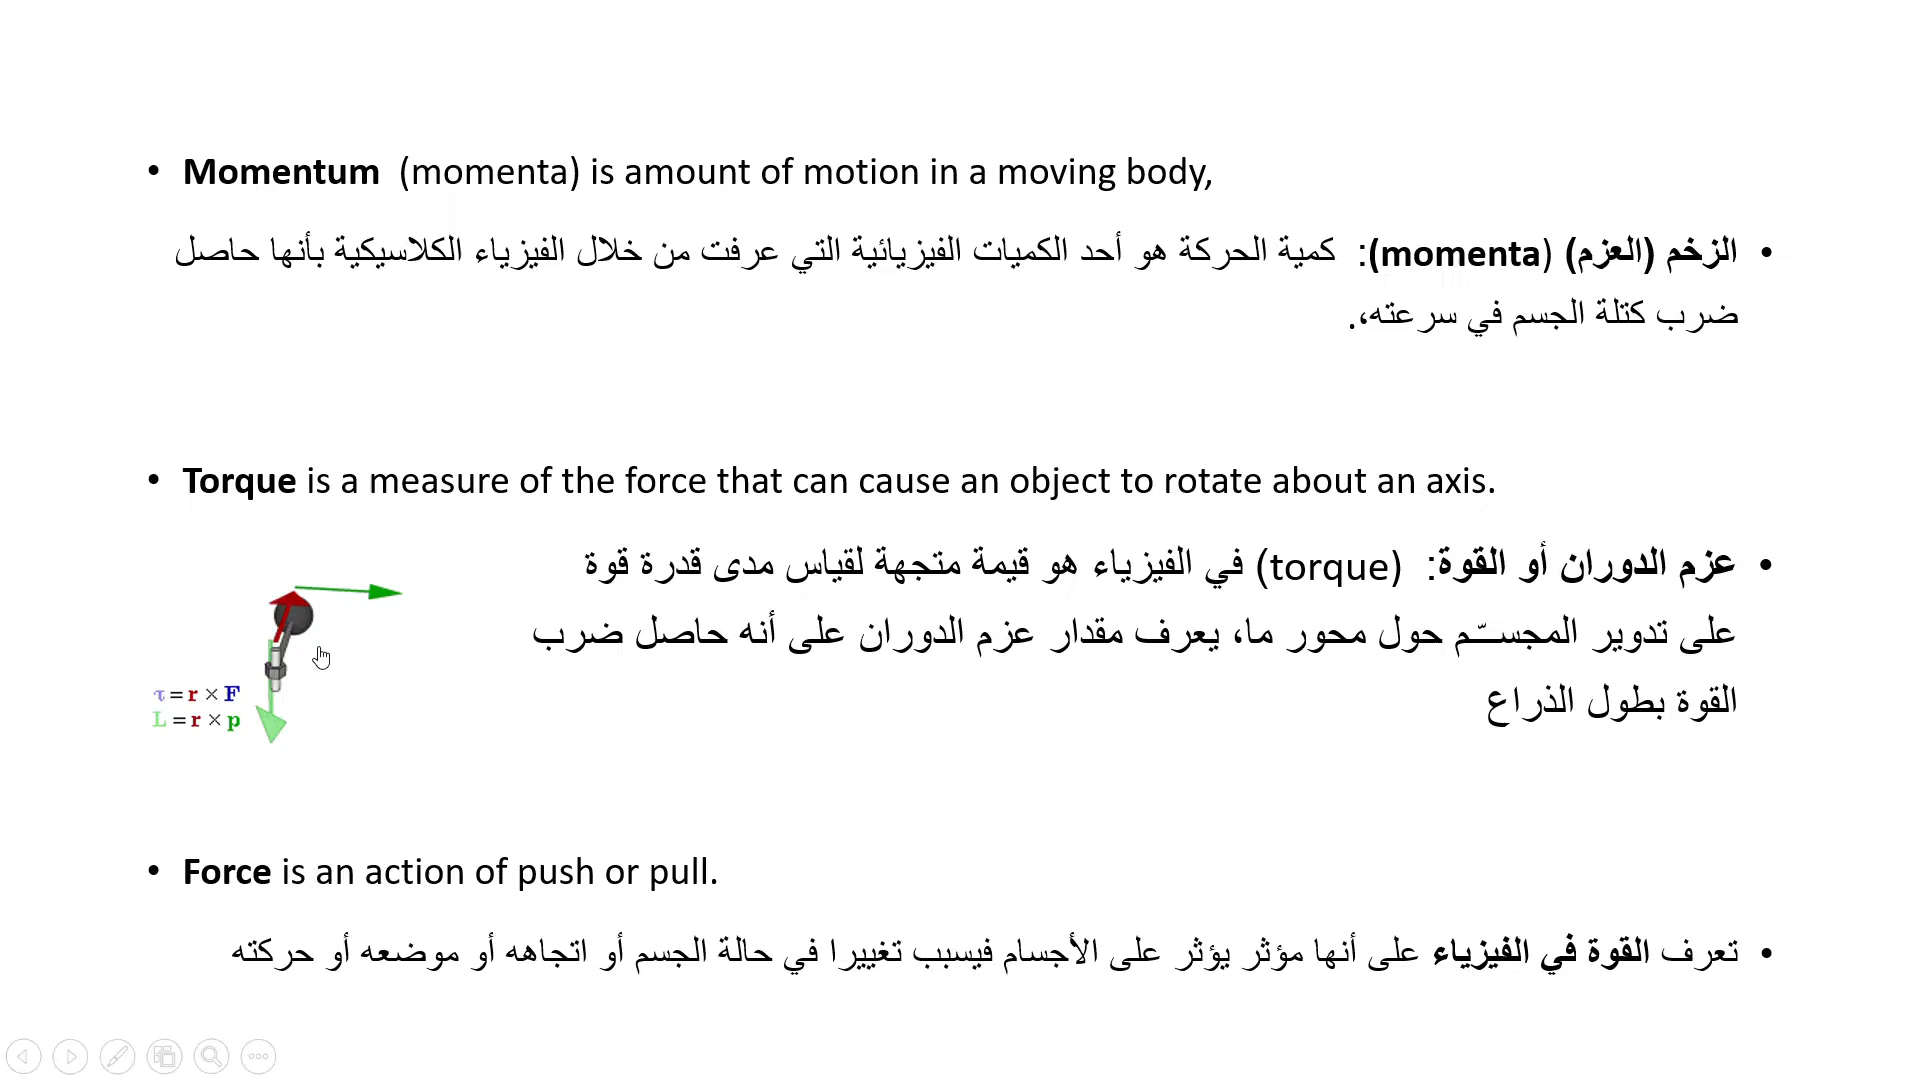 • Momentum (momenta) is amount of motion in a moving body,
• الزخم (العزم) (momenta): كمية الحركة هو أحد الكميات الفيزيائية التي عرفت من خلال الفيزياء الكلاسيكية بأنها حاصل
ضرب كتلة الجسم في سرعته،.
• Torque is a measure of the force that can cause an object to rotate about an axis.
• عزم الدوران أو القوة: (torque) في الفيزياء هو قيمة متجهة لقياس مدى قدرة قوة
على تدوير المجســّم حول محور ما، يعرف مقدار عزم الدوران على أنه حاصل ضرب
القوة بطول الذراع
τ = r × F
L = r × p
• Force is an action of push or pull.
• تعرف القوة في الفيزياء على أنها مؤثر يؤثر على الأجسام فيسبب تغييرا في حالة الجسم أو اتجاهه أو موضعه أو حركته